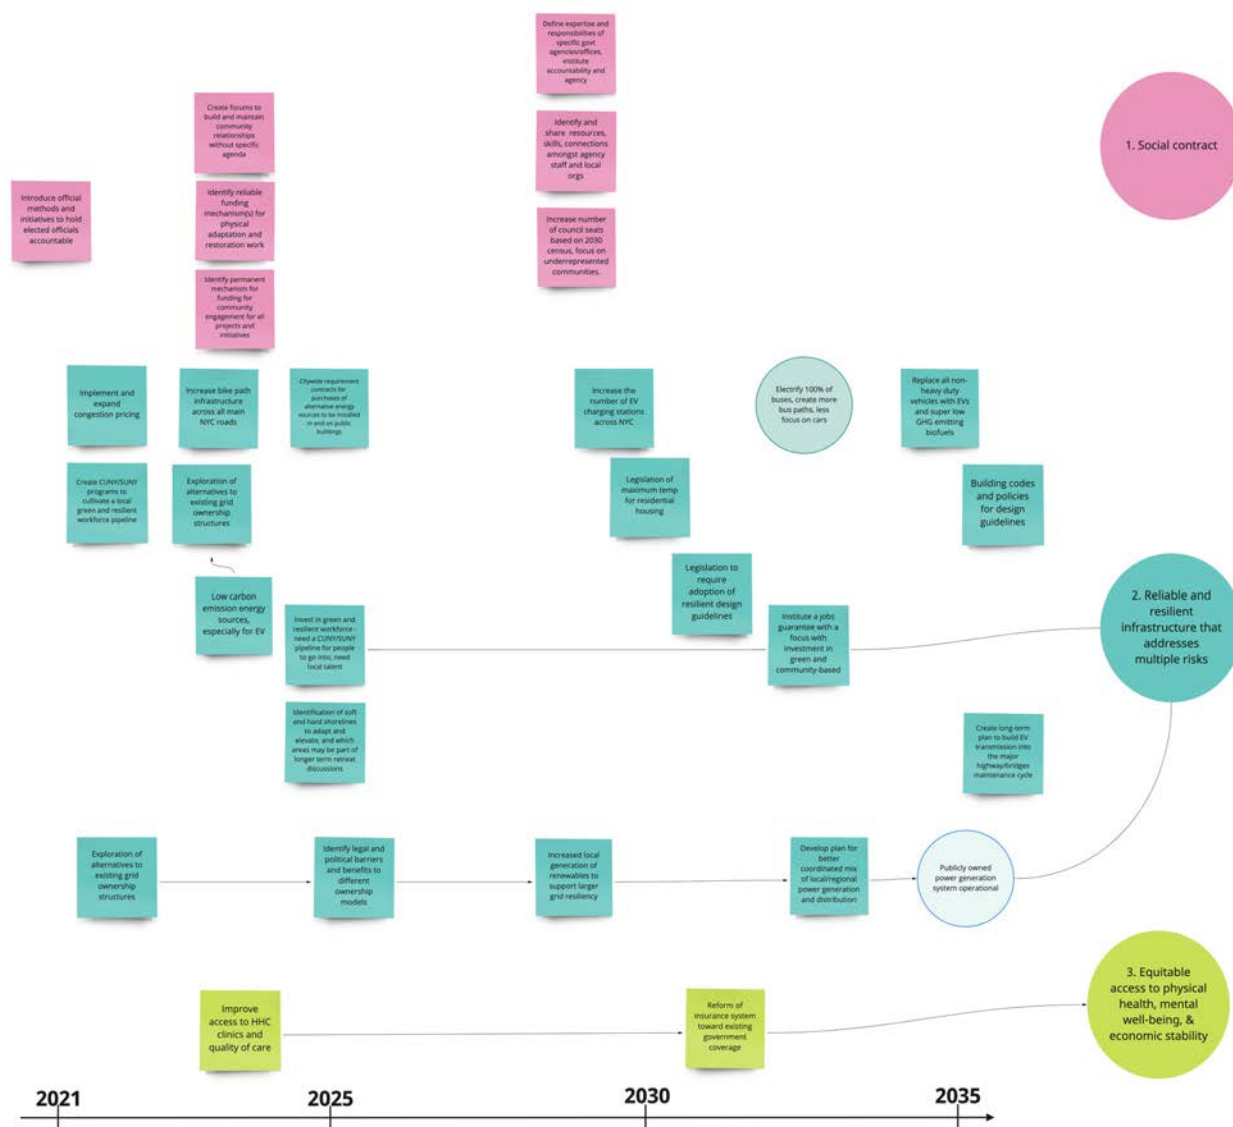 Define expertise and
responsibilities of
specific govt
agencies/offices,
institute
accountability and
agency
Create forums to
build and maintain
community
relationships
without specific
agenda
Identify and
share resources,
skills, connections
amongst agency
staff and local
orgs
1. Social contract
Introduce official
methods and
initiatives to hold
elected officials
accountable
Identify reliable
funding
mechanism(s) for
physical
adaptation and
restoration work
Increase number
of council seats
based on 2030
census, focus on
underrepresented
communities.
Identify permanent
mechanism for
funding for
community
engagement for all
projects and
initiatives
Implement and
expand
congestion pricing
Increase bike path
infrastructure
across all main
NYC roads
Citywide requirement
contracts for
purchases of
alternative energy
sources to be installed
in and on public
buildings
Increase the
number of EV
charging stations
across NYC
Electrify 100% of
buses, create more
bus paths, less
focus on cars
Replace all non-
heavy duty
vehicles with EVs
and super low
GHG emitting
biofuels
Create CUNY/SUNY
programs to
cultivate a local
green and resilient
workforce pipeline
Exploration of
alternatives to
existing grid
ownership
structures
Legislation of
maximum temp
for residential
housing
Building codes
and policies
for design
guidelines
Low carbon
emission energy
sources,
especially for EV
Invest in green and
resilient workforce -
need a CUNY/SUNY
pipeline for people
to go into; need
local talent
Legislation to
require
adoption of
resilient design
guidelines
Institute a jobs
guarantee with a
focus with
investment in
green and
community-based
2. Reliable and
resilient
infrastructure that
addresses
multiple risks
Identification of soft
and hard shorelines
to adapt and
elevate, and which
areas may be part of
longer term retreat
discussions
Create long-term
plan to build EV
transmission into
the major
highway/bridges
maintenance cycle
Exploration of
alternatives to
existing grid
ownership
structures
Identify legal and
political barriers
and benefits to
different
ownership
models
Increased local
generation of
renewables to
support larger
grid resiliency
Develop plan for
better
coordinated mix
of local/regional
power generation
and distribution
Publicly owned
power generation
system operational
Improve
access to HHC
clinics and
quality of care
Reform of
insurance system
toward existing
government
coverage
3. Equitable
access to physical
health, mental
well-being, &
economic stability
2021
2025
2030
2035